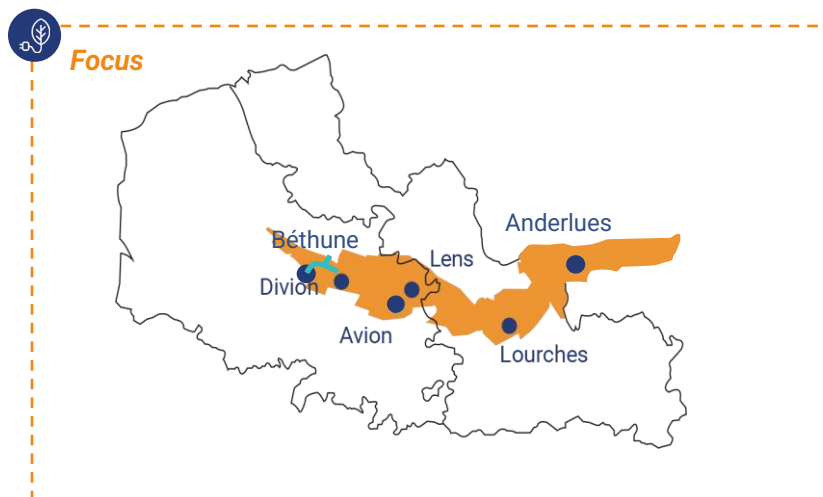 Focus
Anderlues
Béthune
Lens
Divion
Avion
Lourches